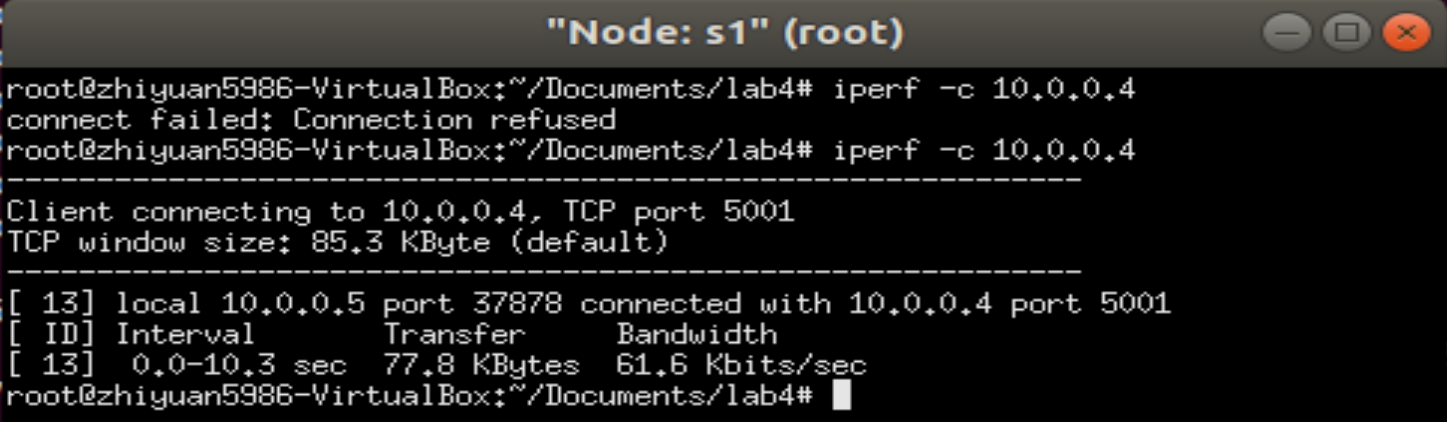 "Node: s1" (root)
root@zhiyuan5986-VirtualBox:~/Documents/lab4# iperf -c 10.0.0.4
connect failed: Connection refused
root@zhiyuan5986-VirtualBox:~/Documents/lab4# iperf -c 10.0.0.4
------------------------------------------------------------
Client connecting to 10.0.0.4, TCP port 5001
TCP window size: 85.3 KByte (default)
------------------------------------------------------------
[ 13] local 10.0.0.5 port 37878 connected with 10.0.0.4 port 5001
[ ID] Interval       Transfer     Bandwidth
[ 13]  0.0-10.3 sec  77.8 KBytes  61.6 Kbits/sec
root@zhiyuan5986-VirtualBox:~/Documents/lab4#